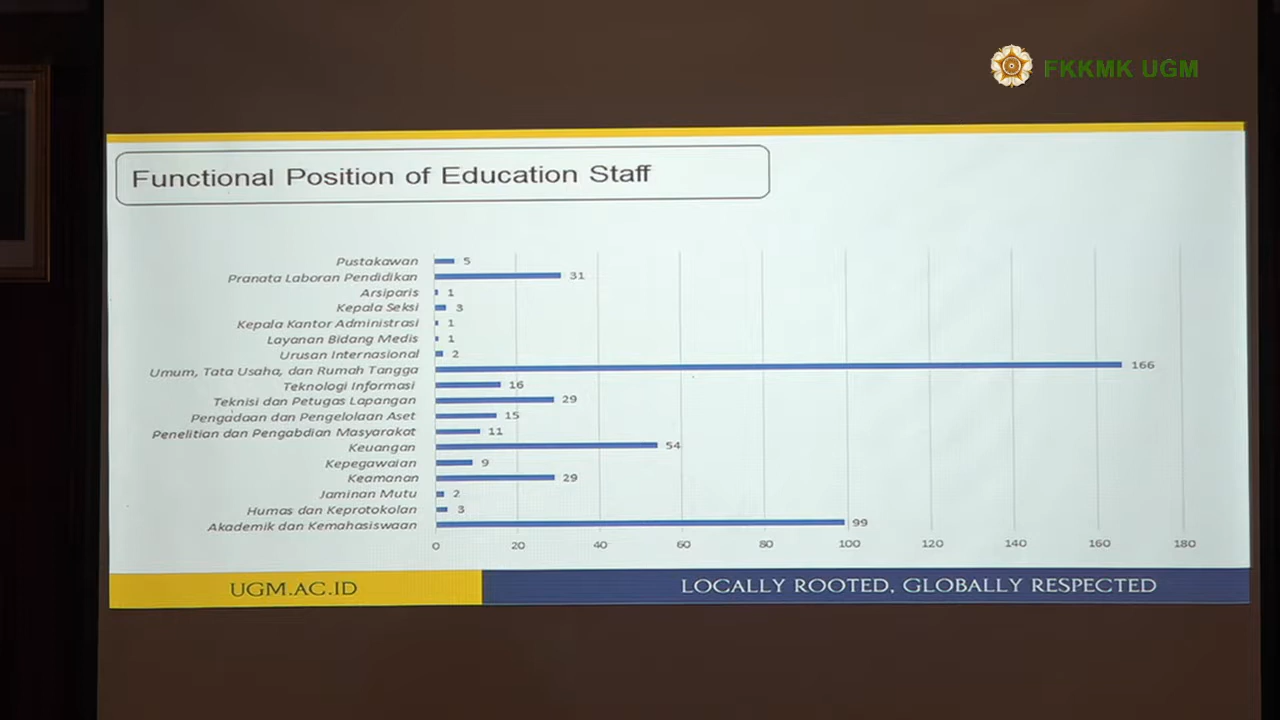 FKKMK UGM
Functional Position of Education Staff
Pustakawan 5
Pranata Laboran Pendidikan 31
Arsiparis 1
Kepala Seksi 3
Kepala Kantor Administrasi 1
Layanan Bidang Medis 1
Urusan Internasional 2
Umum, Tata Usaha, dan Rumah Tangga 166
Teknologi Informasi 16
Teknisi dan Petugas Lapangan 29
Pengadaan dan Pengelolaan Aset 15
Penelitian dan Pengabdian Masyarakat 11
Keuangan 54
Kepegawaian 9
Keamanan 29
Jaminan Mutu 2
Humas dan Keprotokolan 3
Akademik dan Kemahasiswaan 99
0 20 40 60 80 100 120 140 160 180
UGM.AC.ID LOCALLY ROOTED, GLOBALLY RESPECTED